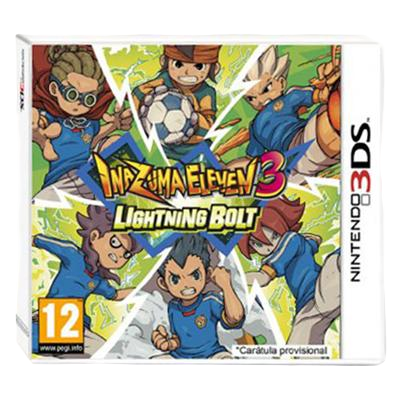 INAZUMA ELEVEN 3
LIGHTNING BOLT
NINTENDO 3DS
12
www.pegi.info
*Carátula provisional